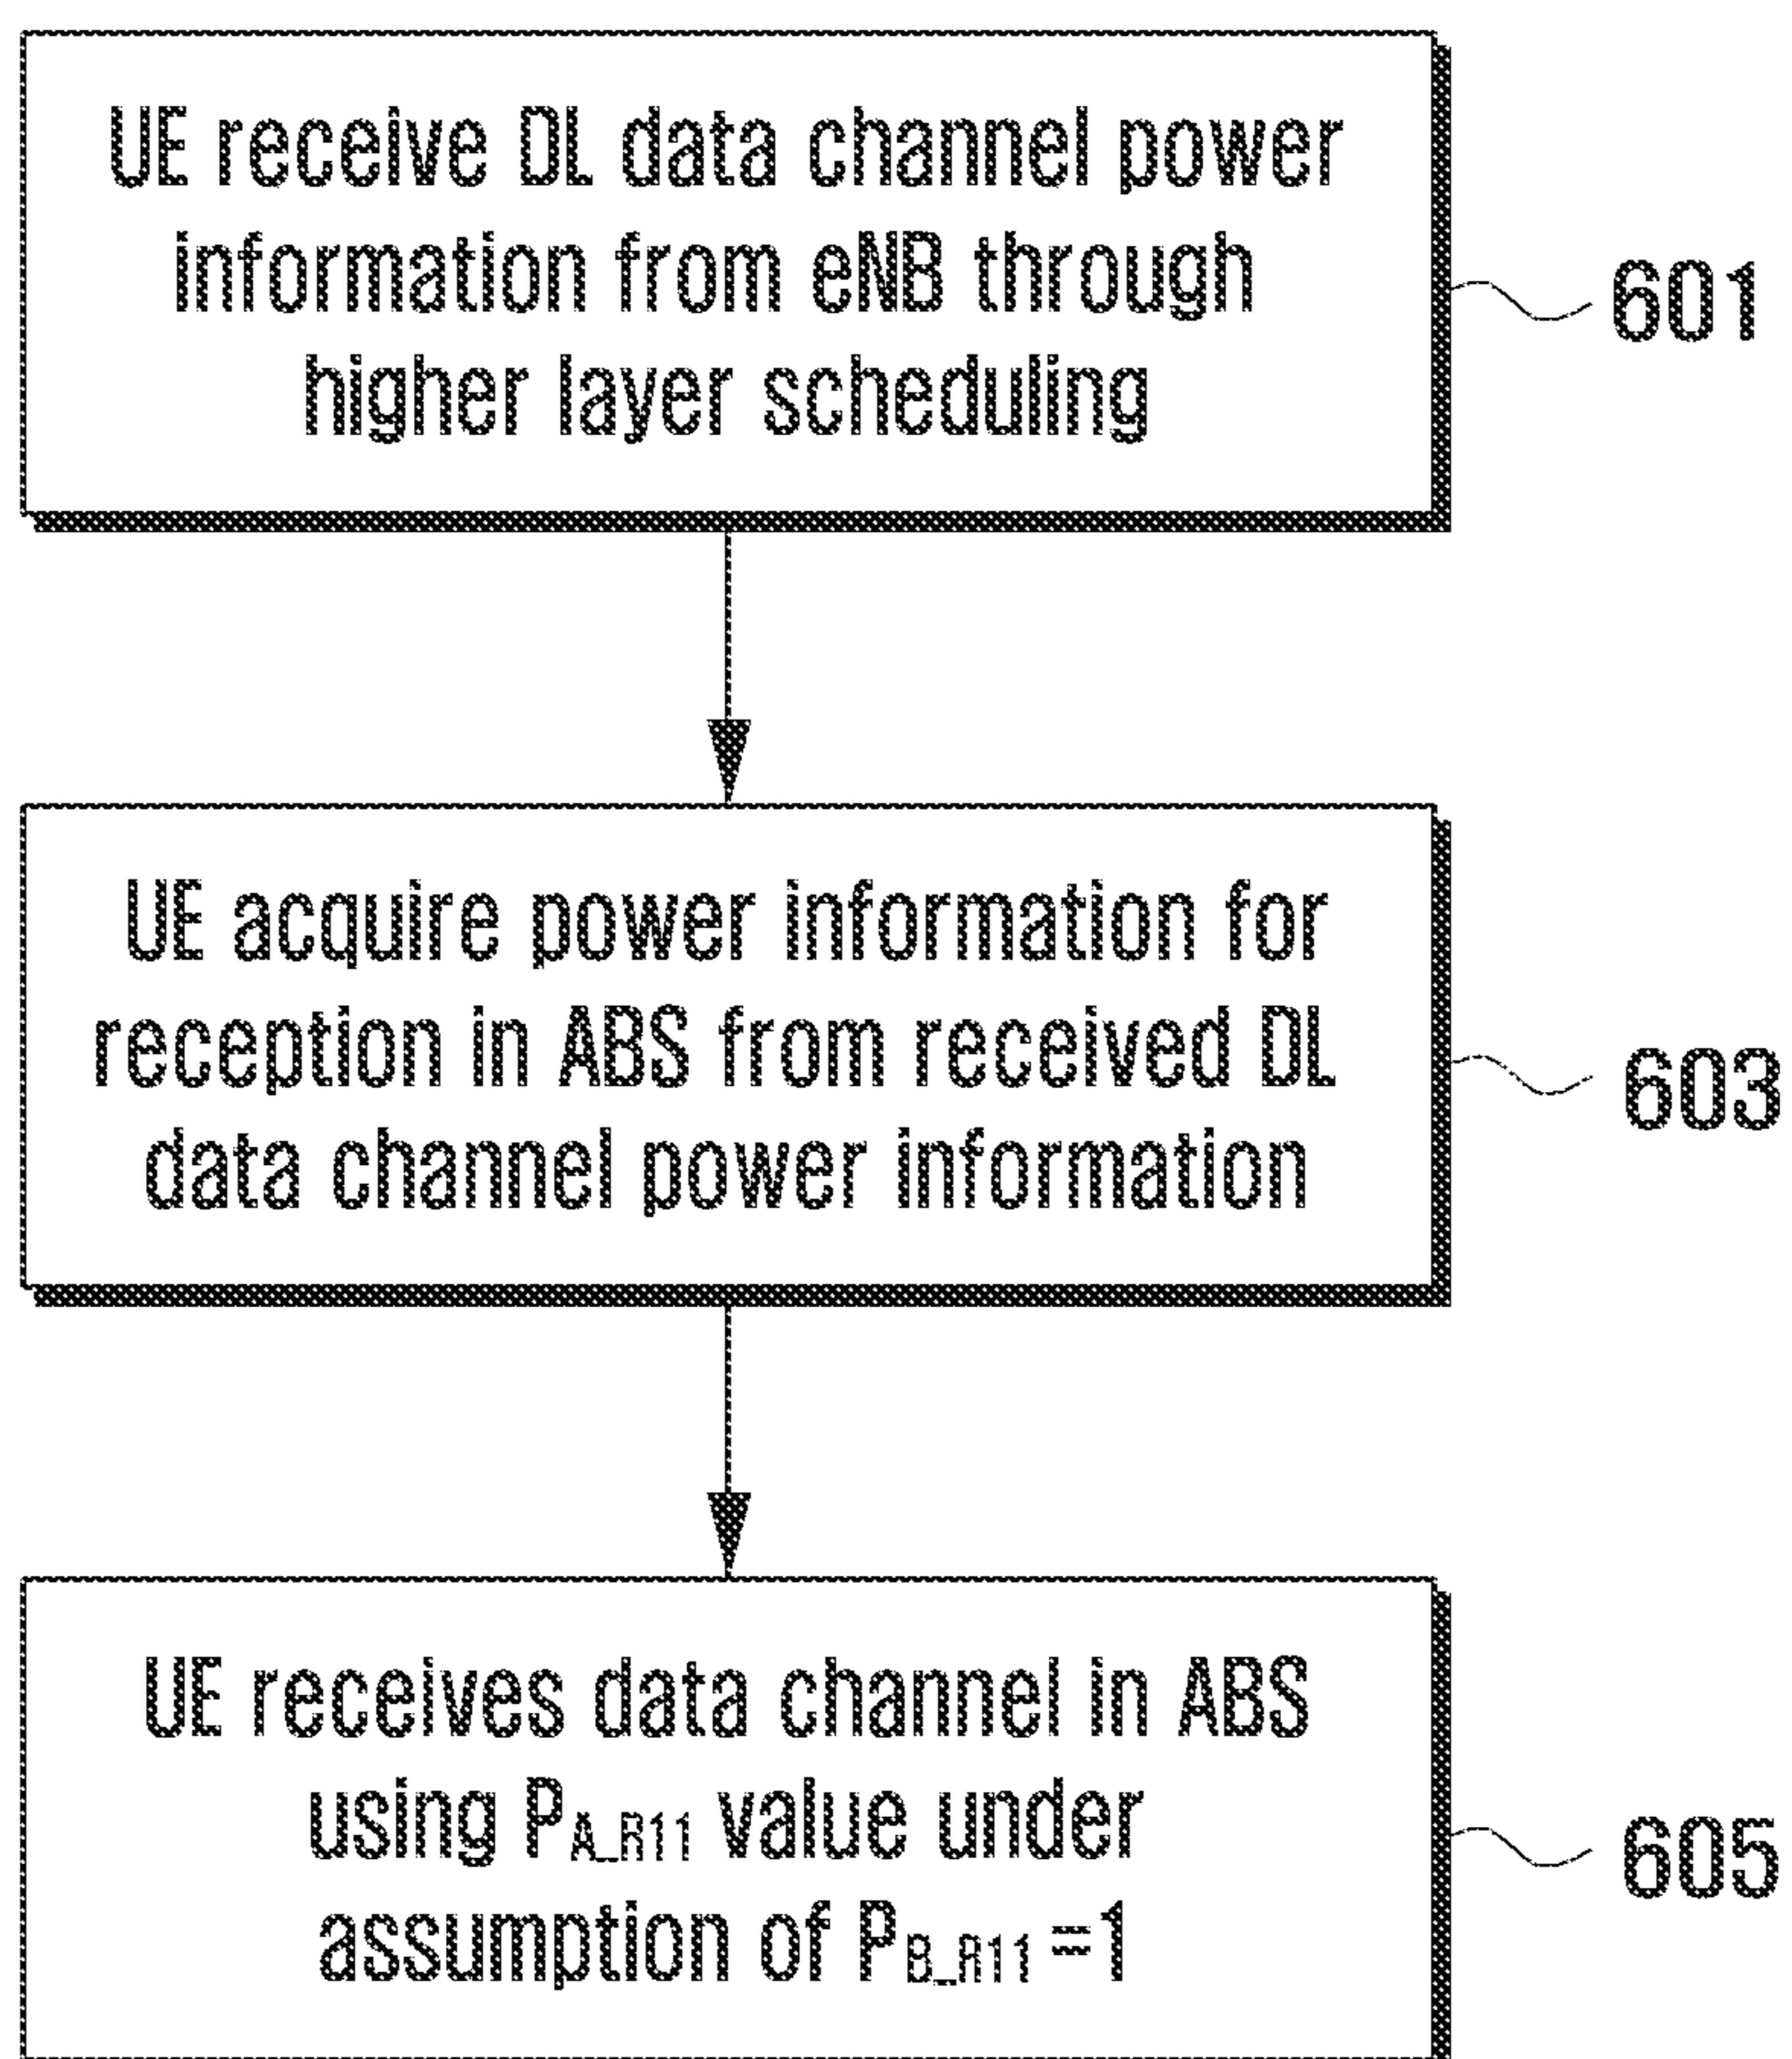 UE receive DL data channel power
information from eNB through
higher layer scheduling
601
UE acquire power information for
reception in ABS from received DL
data channel power information
603
UE receives data channel in ABS
using PA_R11 value under
assumption of PB_R11 =1
605